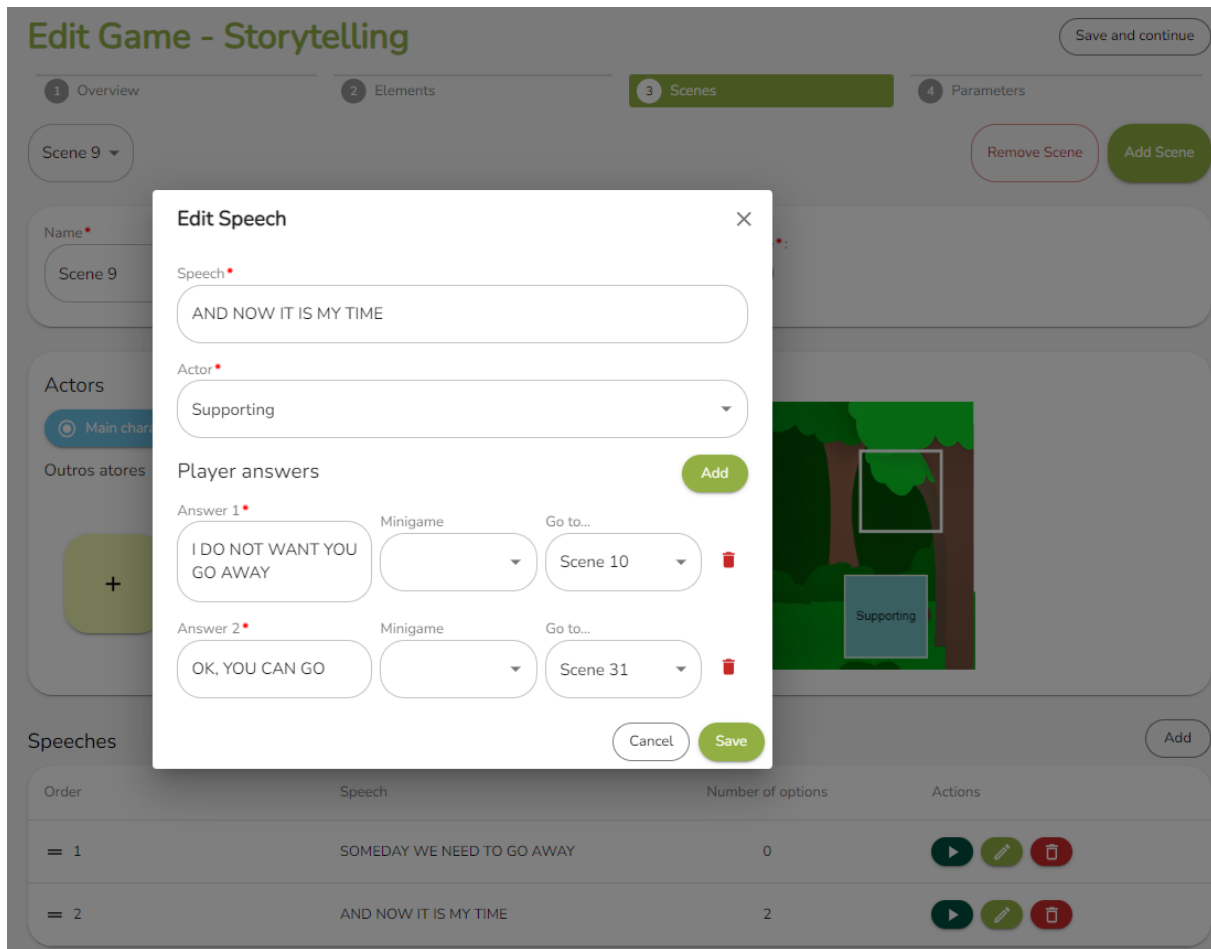 Edit Game - Storytelling
Save and continue
1 Overview
2 Elements
3 Scenes
4 Parameters
Scene 9
Remove Scene
Add Scene
Edit Speech
Name*
*:
Scene 9
Speech*
AND NOW IT IS MY TIME
Actor*
Supporting
Actors
Main chara
Outros atores
+
Player answers
Add
Answer 1*
Minigame
Go to...
I DO NOT WANT YOU
GO AWAY
Scene 10
Answer 2*
Minigame
Go to...
OK, YOU CAN GO
Scene 31
Supporting
Cancel
Save
Speeches
Add
Order
Speech
Number of options
Actions
1
SOMEDAY WE NEED TO GO AWAY
0
2
AND NOW IT IS MY TIME
2